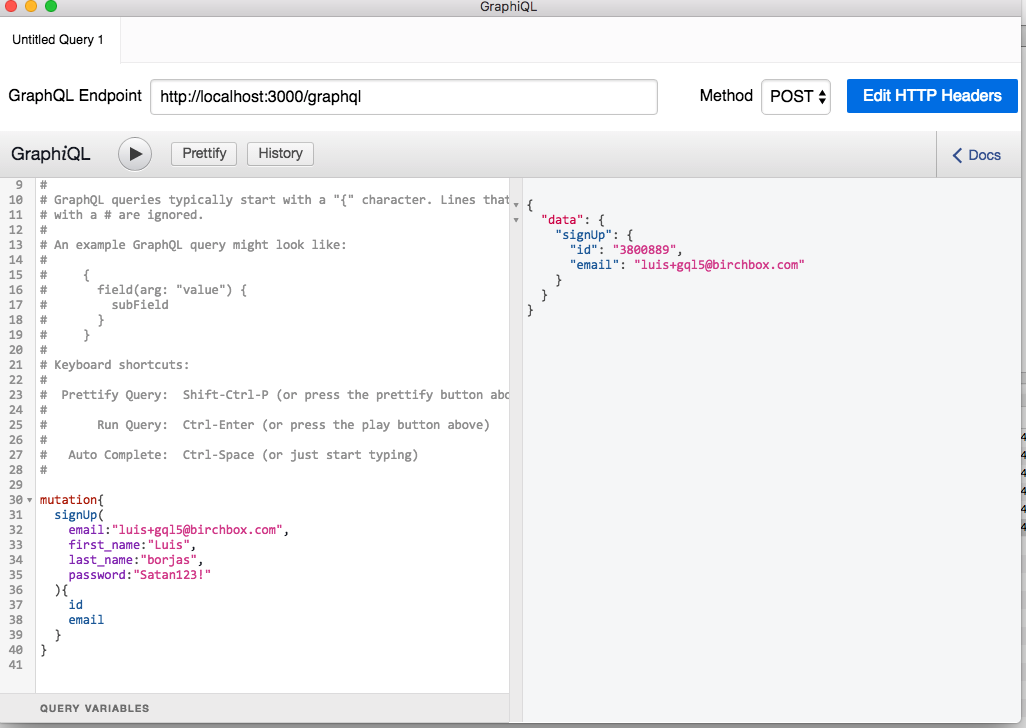 GraphiQL
Untitled Query 1
GraphQL Endpoint http://localhost:3000/graphql Method POST Edit HTTP Headers
GraphiQL Prettify History Docs
9 #
10 # GraphQL queries typically start with a "{" character. Lines that
11 # with a # are ignored.
12 #
13 # An example GraphQL query might look like:
14 #
15 #     {
16 #       field(arg: "value") {
17 #         subField
18 #       }
19 #     }
20 #
21 # Keyboard shortcuts:
22 #
23 #  Prettify Query:  Shift-Ctrl-P (or press the prettify button abo
24 #
25 #       Run Query:  Ctrl-Enter (or press the play button above)
26 #
27 #   Auto Complete:  Ctrl-Space (or just start typing)
28 #
29
30 mutation{
31   signUp(
32     email:"luis+gql5@birchbox.com",
33     first_name:"Luis",
34     last_name:"borjas",
35     password:"Satan123!"
36   ){
37     id
38     email
39   }
40 }
41
QUERY VARIABLES
{
  "data": {
    "signUp": {
      "id": "3800889",
      "email": "luis+gql5@birchbox.com"
    }
  }
}